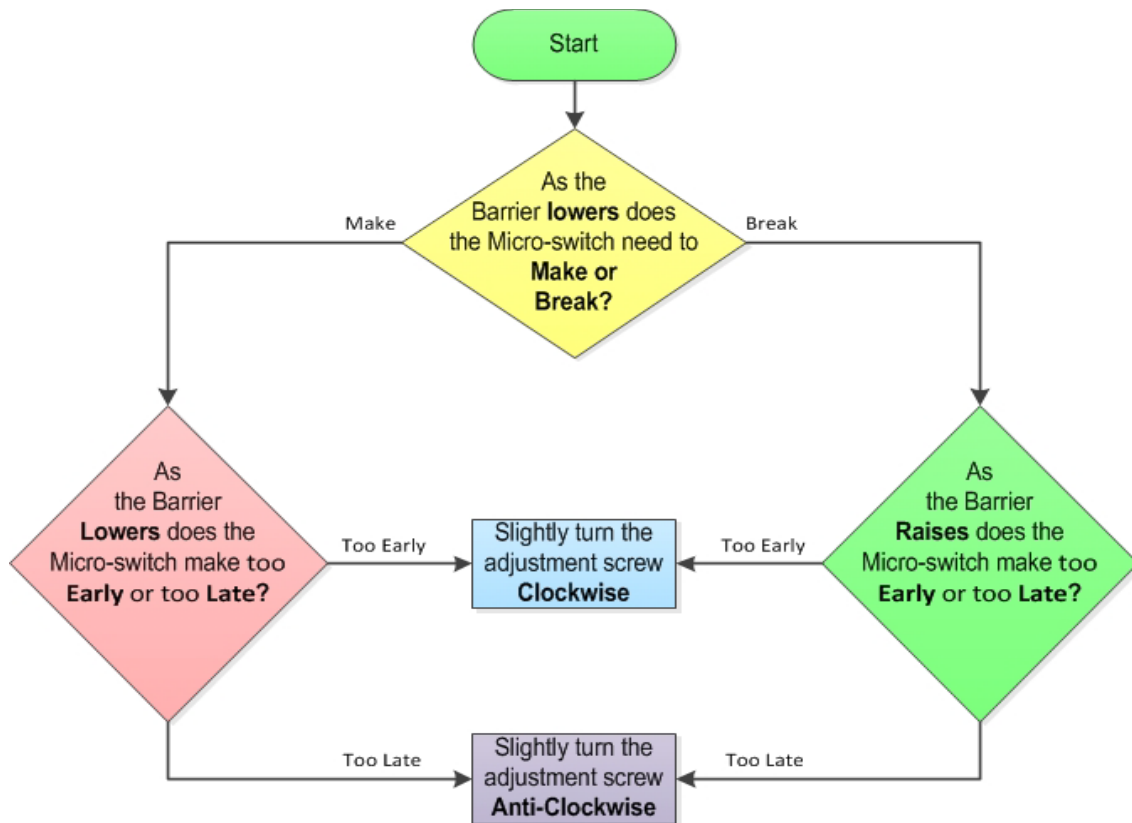 Start
As the
Barrier lowers does
the Micro-switch need to
Make or
Break?
Make
Break
As
the Barrier
Lowers does the
Micro-switch make too
Early or too Late?
Too Early
Slightly turn the
adjustment screw
Clockwise
Too Early
As
the Barrier
Raises does the
Micro-switch make too
Early or too Late?
Too Late
Slightly turn the
adjustment screw
Anti-Clockwise
Too Late